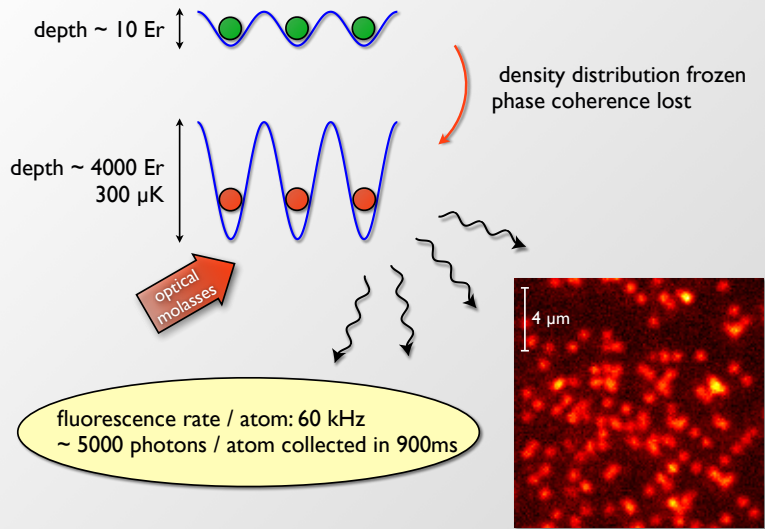 depth ~ 10 Er
density distribution frozen
phase coherence lost
depth ~ 4000 Er
300 µK
optical
molasses
4 µm
fluorescence rate / atom: 60 kHz
~ 5000 photons / atom collected in 900ms